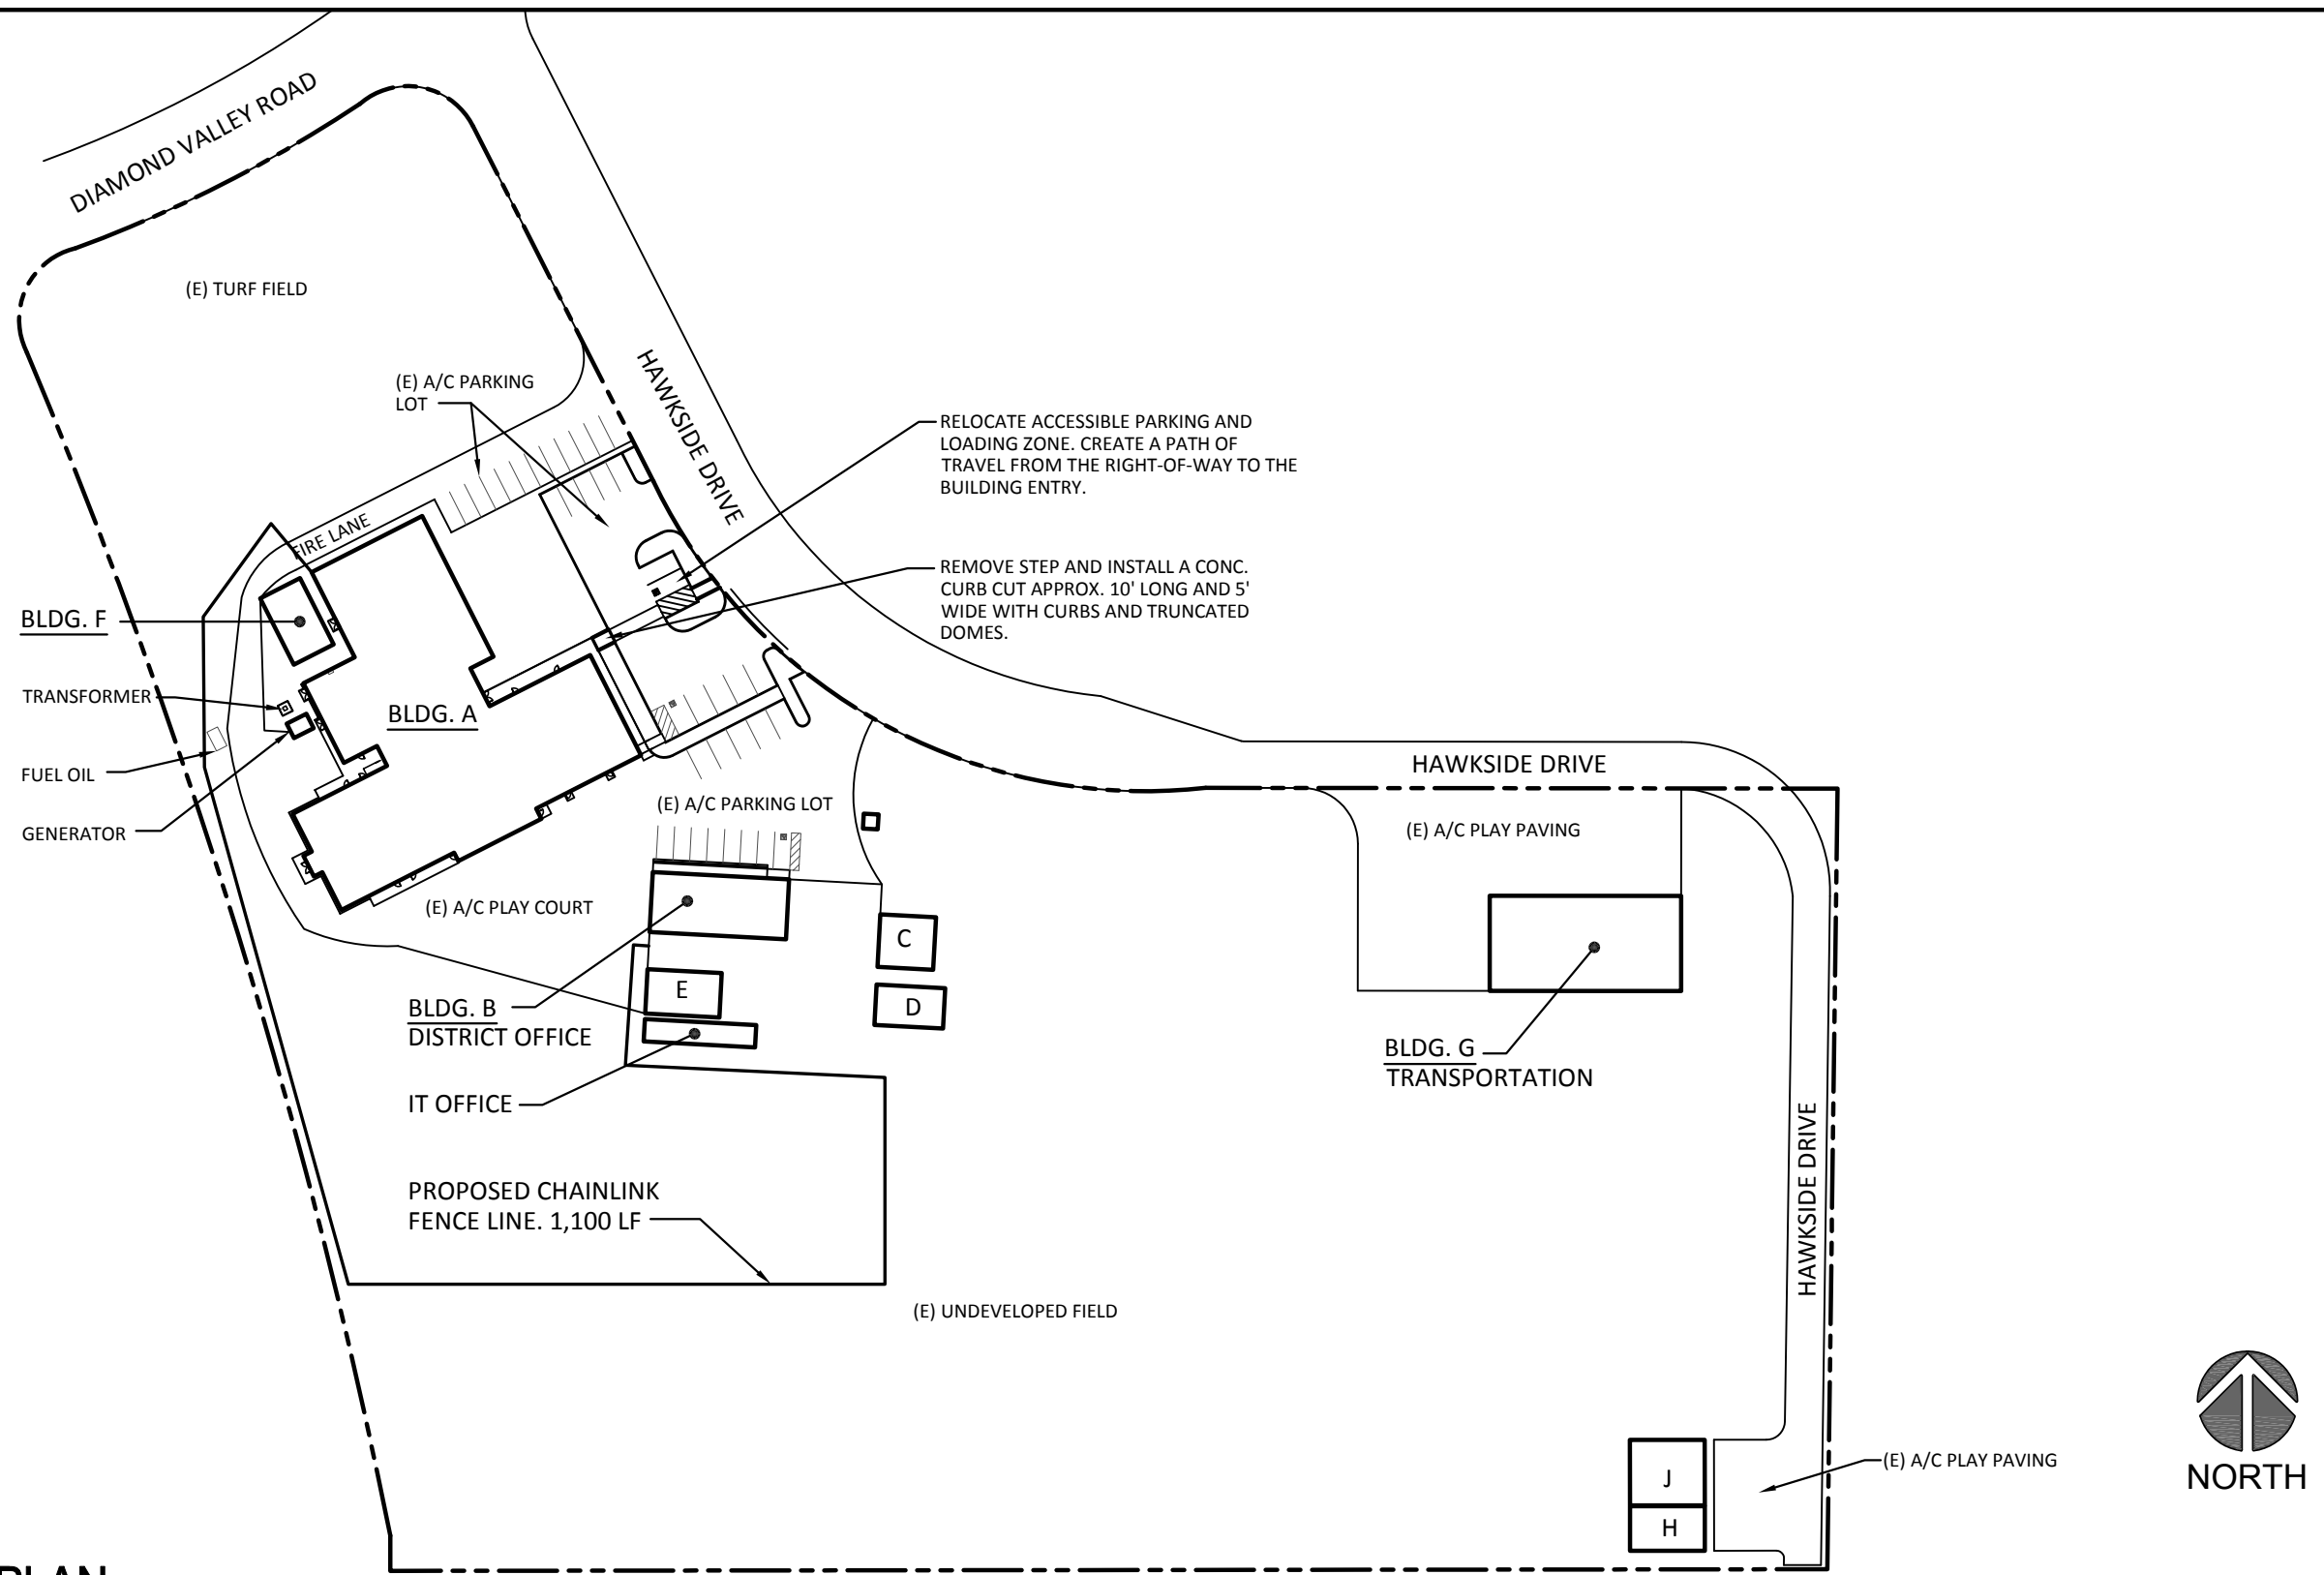 DIAMOND VALLEY ROAD
(E) TURF FIELD
(E) A/C PARKING
LOT
HAWKSIDE DRIVE
RELOCATE ACCESSIBLE PARKING AND
LOADING ZONE. CREATE A PATH OF
TRAVEL FROM THE RIGHT-OF-WAY TO THE
BUILDING ENTRY.
FIRE LANE
REMOVE STEP AND INSTALL A CONC.
CURB CUT APPROX. 10' LONG AND 5'
WIDE WITH CURBS AND TRUNCATED
DOMES.
BLDG. F
TRANSFORMER
BLDG. A
FUEL OIL
GENERATOR
(E) A/C PARKING LOT
HAWKSIDE DRIVE
(E) A/C PLAY PAVING
(E) A/C PLAY COURT
C
E
D
BLDG. B
DISTRICT OFFICE
BLDG. G
TRANSPORTATION
IT OFFICE
HAWKSIDE DRIVE
PROPOSED CHAINLINK
FENCE LINE. 1,100 LF
(E) UNDEVELOPED FIELD
J
H
(E) A/C PLAY PAVING
NORTH
PLAN